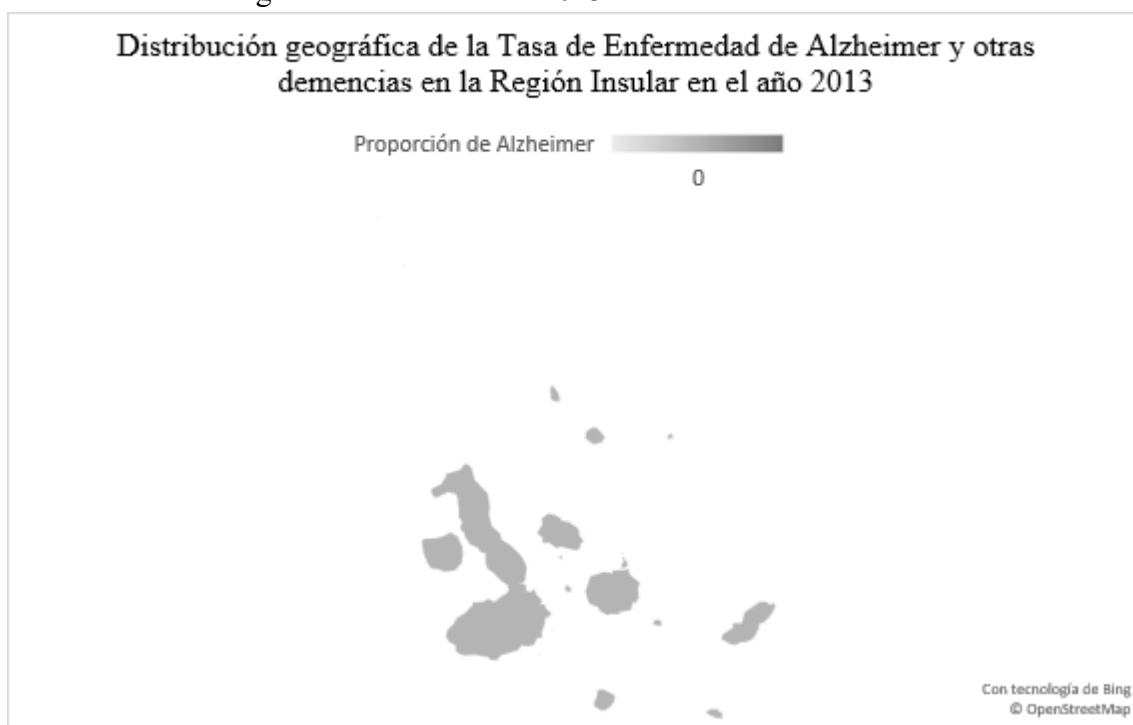 Distribución geográfica de la Tasa de Enfermedad de Alzheimer y otras
demencias en la Región Insular en el año 2013
Proporción de Alzheimer
0
Con tecnología de Bing
© OpenStreetMap